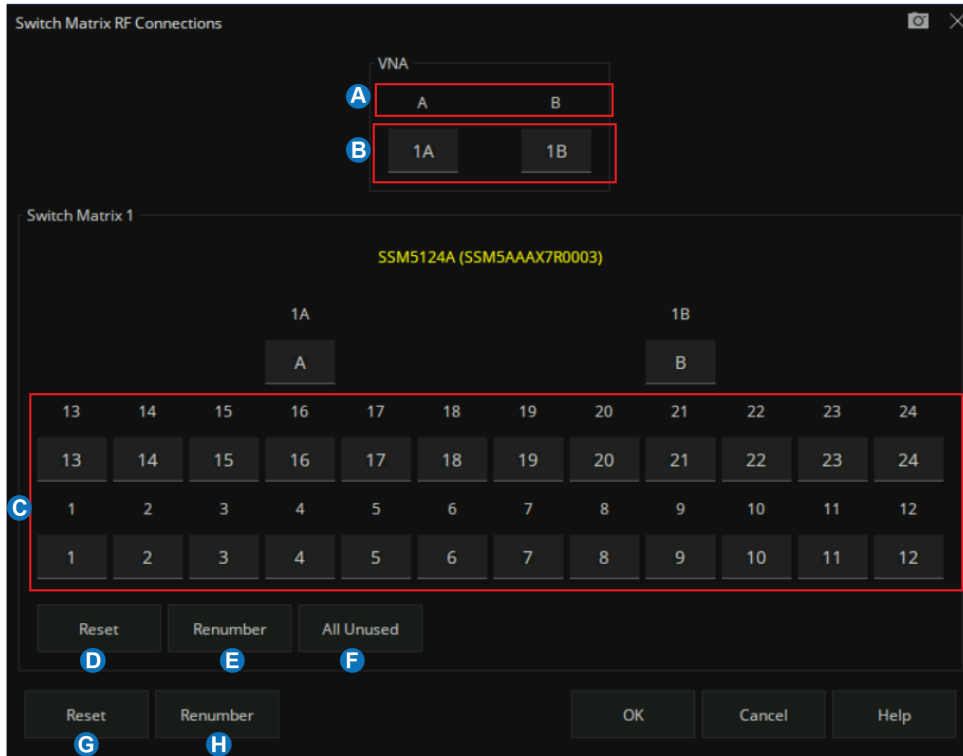 Switch Matrix RF Connections
VNA
A A B
B 1A 1B
Switch Matrix 1
SSM5124A (SSM5AAAX7R0003)
1A 1B
A B
13 14 15 16 17 18 19 20 21 22 23 24
13 14 15 16 17 18 19 20 21 22 23 24
C 1 2 3 4 5 6 7 8 9 10 11 12
1 2 3 4 5 6 7 8 9 10 11 12
Reset Renumber All Unused
D E F
Reset Renumber OK Cancel Help
G H